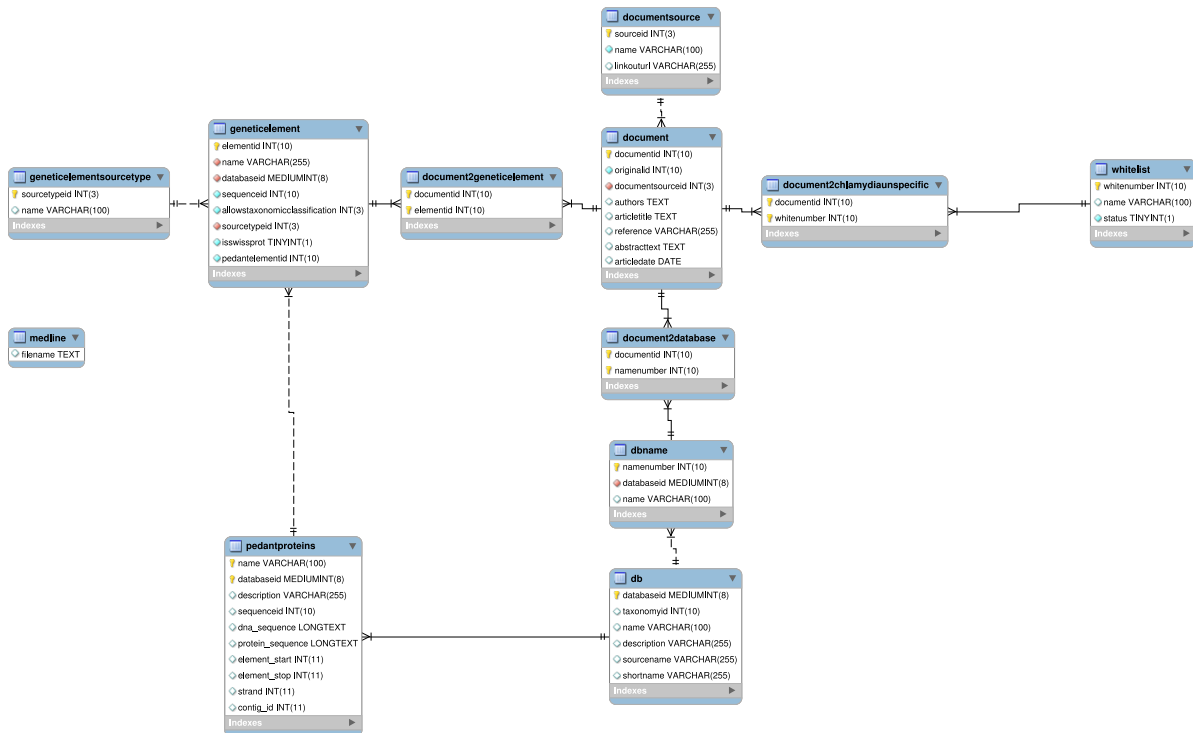 documentsource
sourceid INT(3)
name VARCHAR(100)
linkouturl VARCHAR(255)
Indexes
geneticelement
elementid INT(10)
name VARCHAR(255)
databaseid MEDIUMINT(8)
sequenceid INT(10)
allowstaxonomicclassification INT(3)
sourcetypeid INT(3)
isswissprot TINYINT(1)
pedantelementid INT(10)
Indexes
document
documentid INT(10)
originalid INT(10)
documentsourceid INT(3)
authors TEXT
articletitle TEXT
reference VARCHAR(255)
abstracttext TEXT
articledate DATE
Indexes
geneticelementsourcetype
sourcetypeid INT(3)
name VARCHAR(100)
Indexes
document2geneticelement
documentid INT(10)
elementid INT(10)
Indexes
document2chlamydiaunspecific
documentid INT(10)
whitenumber INT(10)
Indexes
whitelist
whitenumber INT(10)
name VARCHAR(100)
status TINYINT(1)
Indexes
medline
filename TEXT
document2database
documentid INT(10)
namenumber INT(10)
Indexes
dbname
namenumber INT(10)
databaseid MEDIUMINT(8)
name VARCHAR(100)
Indexes
pedantproteins
name VARCHAR(100)
databaseid MEDIUMINT(8)
description VARCHAR(255)
sequenceid INT(10)
dna_sequence LONGTEXT
protein_sequence LONGTEXT
element_start INT(11)
element_stop INT(11)
strand INT(11)
contig_id INT(11)
Indexes
db
databaseid MEDIUMINT(8)
taxonomyid INT(10)
name VARCHAR(100)
description VARCHAR(255)
sourcename VARCHAR(255)
shortname VARCHAR(255)
Indexes